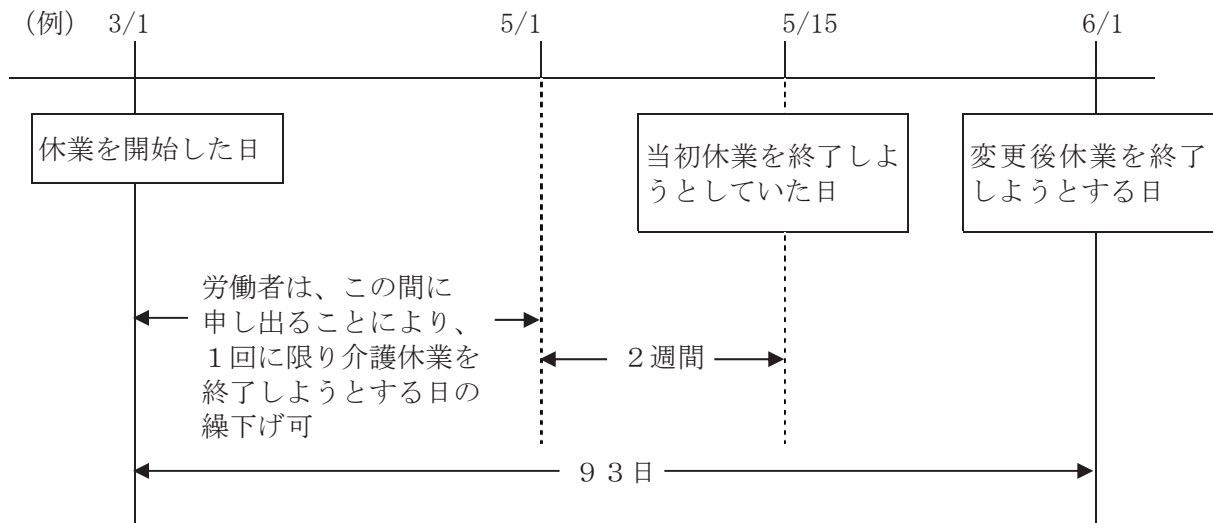 (例) 3/1 5/1 5/15 6/1
休業を開始した日
当初休業を終了しよ
うとしていた日
変更後休業を終了
しようとする日
労働者は、この間に
申し出ることにより、
1回に限り介護休業を
終了しようとする日の
繰下げ可
2週間
93日